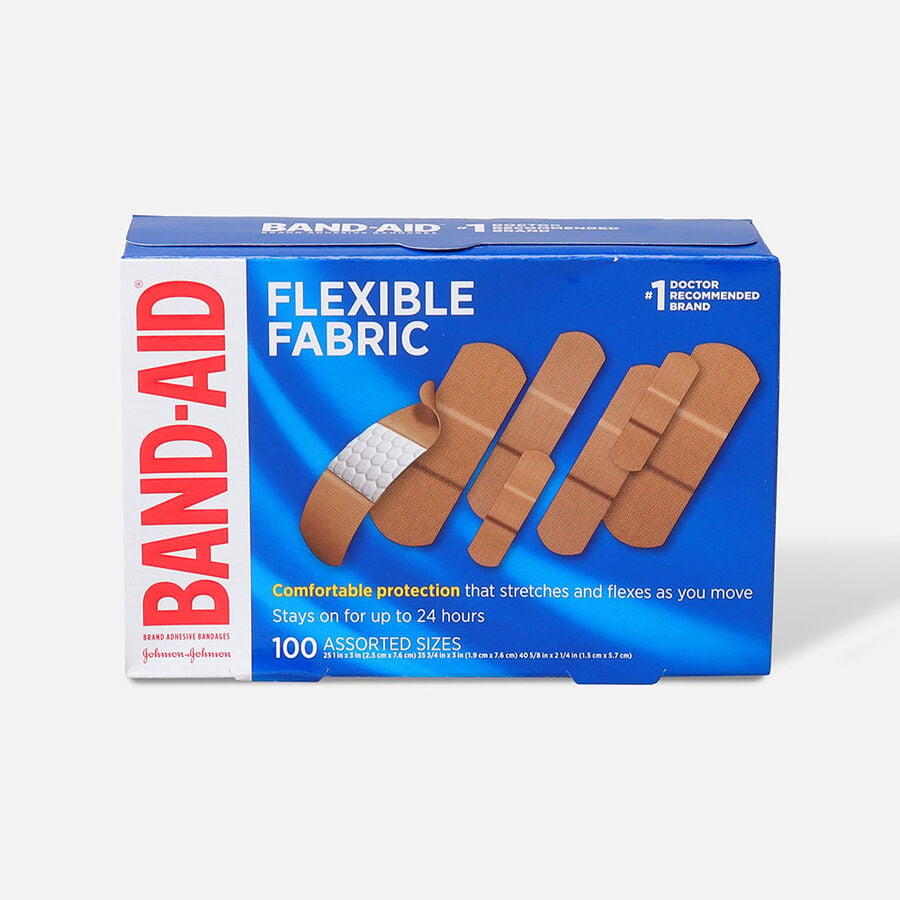 BAND-AID®
BRAND ADHESIVE BANDAGES
#1 DOCTOR
RECOMMENDED
BRAND
BAND-AID®
BRAND ADHESIVE BANDAGES
Johnson & Johnson
FLEXIBLE
FABRIC
#1 DOCTOR
RECOMMENDED
BRAND
Comfortable protection that stretches and flexes as you move
Stays on for up to 24 hours
100 ASSORTED SIZES
25 1 in x 3 in (2.5 cm x 7.6 cm) 35 3/4 in x 3 in (1.9 cm x 7.6 cm) 40 5/8 in x 2 1/4 in (1.5 cm x 5.7 cm)